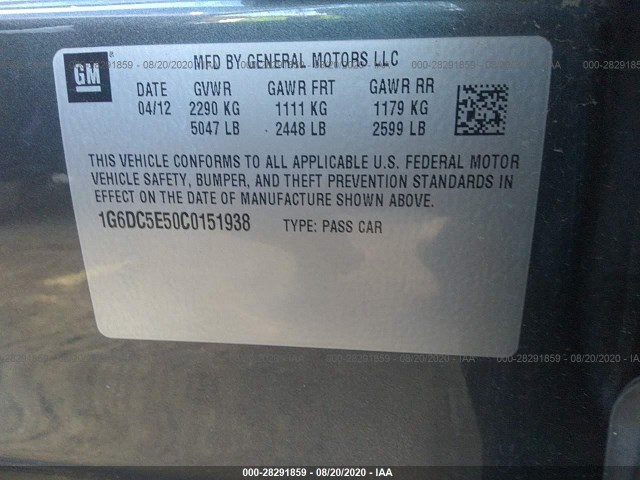 GM ®
MFD BY GENERAL MOTORS LLC
DATE GVWR GAWR FRT GAWR RR
04/12 2290 KG 1111 KG 1179 KG
5047 LB 2448 LB 2599 LB
THIS VEHICLE CONFORMS TO ALL APPLICABLE U.S. FEDERAL MOTOR
VEHICLE SAFETY, BUMPER, AND THEFT PREVENTION STANDARDS IN
EFFECT ON THE DATE OF MANUFACTURE SHOWN ABOVE.
1G6DC5E50C0151938 TYPE: PASS CAR
000-28291859 - 08/20/2020 - IAA